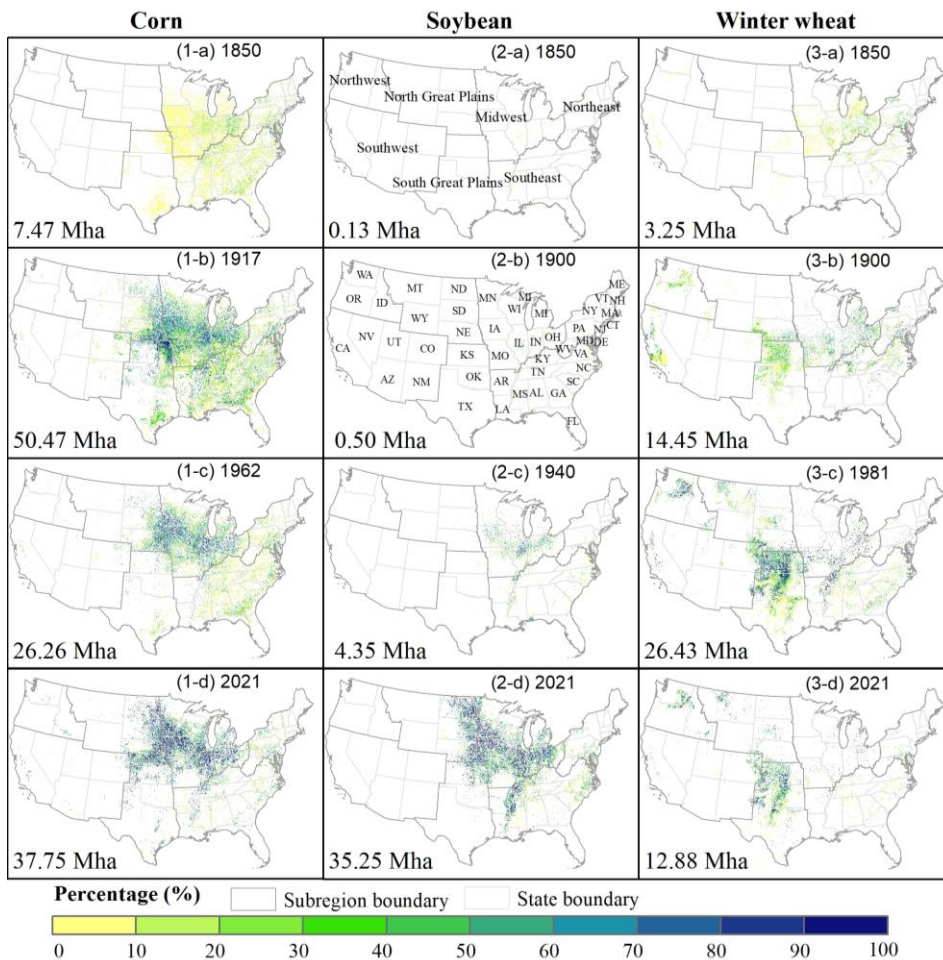 Corn Soybean Winter wheat
(1-a) 1850
7.47 Mha
(2-a) 1850
Northwest
North Great Plains
Midwest
Northeast
Southwest
South Great Plains
Southeast
0.13 Mha
(3-a) 1850
3.25 Mha
(1-b) 1917
50.47 Mha
(2-b) 1900
WA
MT
ND
MN
MI
ME
OR
ID
SD
WI
MI
VT
NH
WY
NY
MA
CT
NV
UT
NE
IA
PA
NJ
CA
CO
IL
IN
OH
MD
DE
KS
MO
WV
VA
KY
AZ
NM
OK
AR
TN
NC
SC
TX
MS
AL
GA
LA
FL
0.50 Mha
(3-b) 1900
14.45 Mha
(1-c) 1962
26.26 Mha
(2-c) 1940
4.35 Mha
(3-c) 1981
26.43 Mha
(1-d) 2021
37.75 Mha
(2-d) 2021
35.25 Mha
(3-d) 2021
12.88 Mha
Percentage (%) Subregion boundary State boundary
0 10 20 30 40 50 60 70 80 90 100